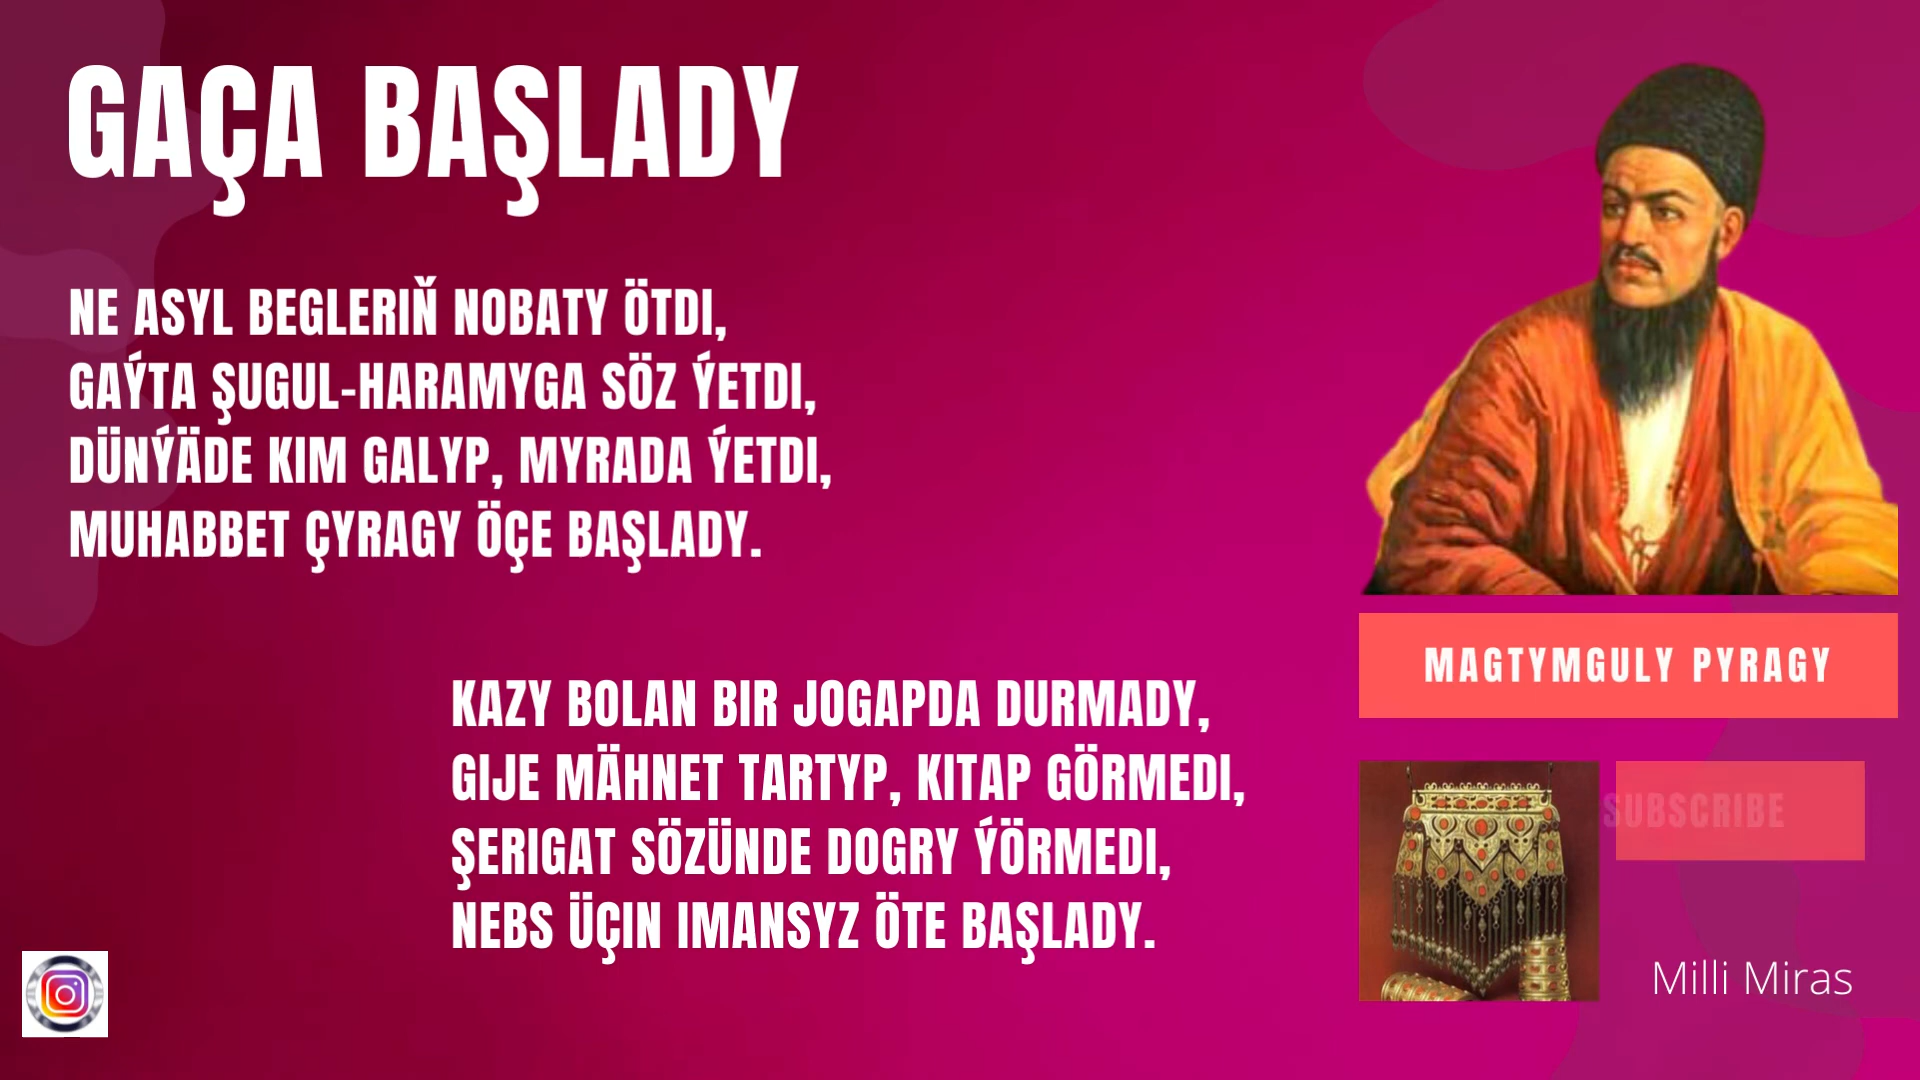 GAÇA BAŞLADY
NE ASYL BEGLERIŇ NOBATY ÖTDI,
GAÝTA ŞUGUL-HARAMYGA SÖZ ÝETDI,
DÜNÝÄDE KIM GALYP, MYRADA ÝETDI,
MUHABBET ÇYRAGY ÖÇE BAŞLADY.
KAZY BOLAN BIR JOGAPDA DURMADY,
GIJE MÄHNET TARTYP, KITAP GÖRMEDI,
ŞERIGAT SÖZÜNDE DOGRY ÝÖRMEDI,
NEBS ÜÇIN IMANSYZ ÖTE BAŞLADY.
MAGTYMGULY PYRAGY
SUBSCRIBE
Milli Miras